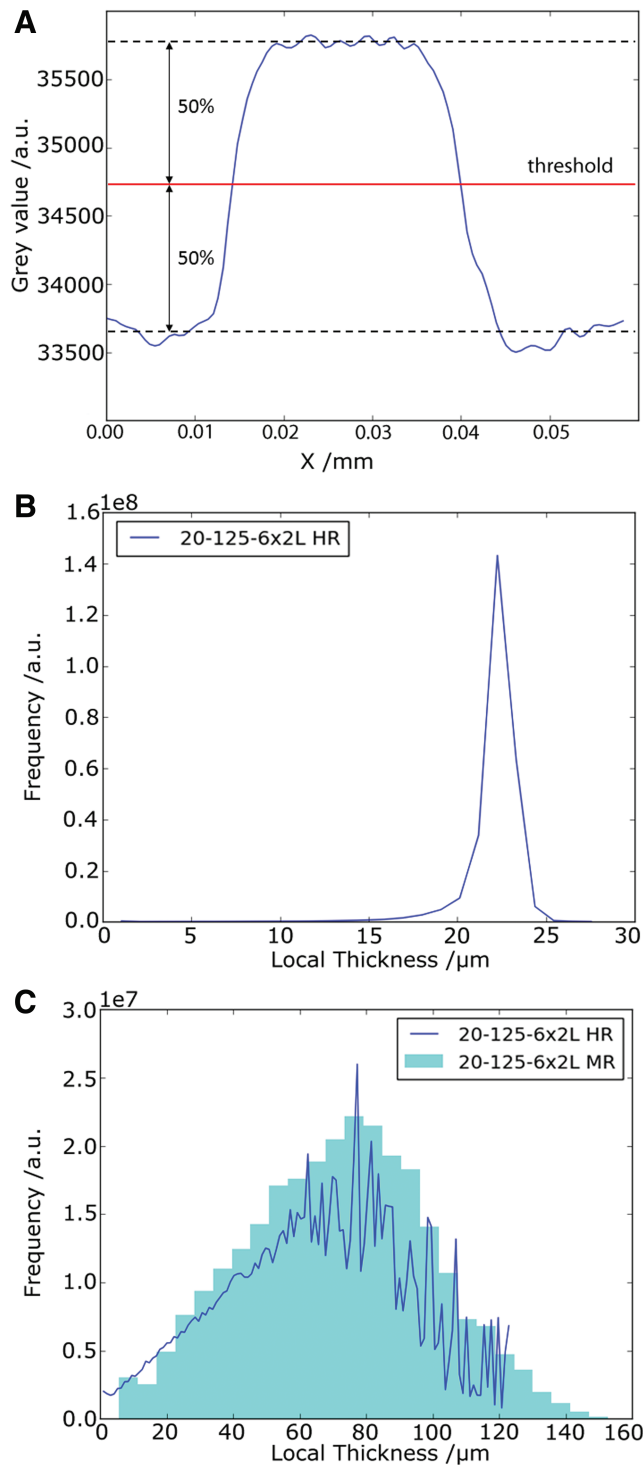 A
Grey value /a.u.
35500
35000
34500
34000
33500
50%
50%
threshold
0.00 0.01 0.02 0.03 0.04 0.05
X /mm
B
1e8
Frequency /a.u.
1.6
1.4
1.2
1.0
0.8
0.6
0.4
0.2
0.0
20-125-6x2L HR
0 5 10 15 20 25 30
Local Thickness /µm
C
1e7
Frequency /a.u.
3.0
2.5
2.0
1.5
1.0
0.5
0.0
20-125-6x2L HR
20-125-6x2L MR
0 20 40 60 80 100 120 140 160
Local Thickness /µm